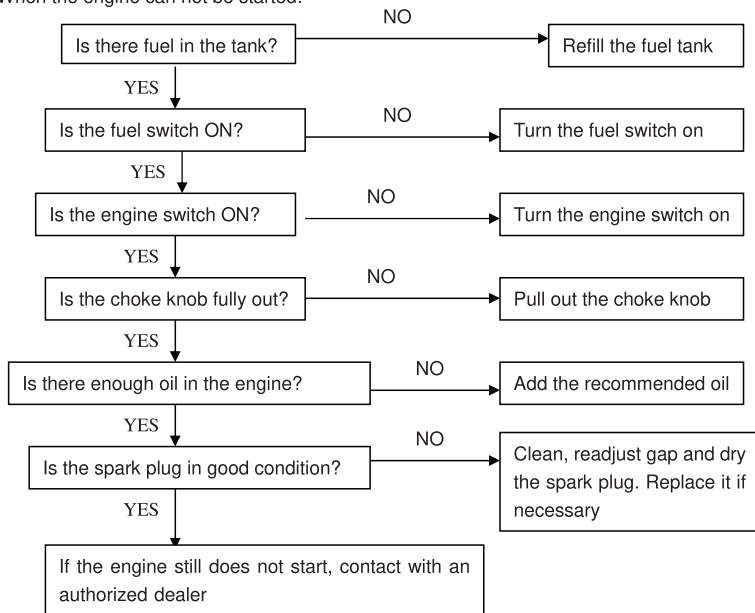 When the engine can not be started:
NO
Is there fuel in the tank?
Refill the fuel tank
YES
NO
Is the fuel switch ON?
Turn the fuel switch on
YES
NO
Is the engine switch ON?
Turn the engine switch on
YES
NO
Is the choke knob fully out?
Pull out the choke knob
YES
NO
Is there enough oil in the engine?
Add the recommended oil
YES
NO
Is the spark plug in good condition?
Clean, readjust gap and dry
the spark plug. Replace it if
necessary
YES
If the engine still does not start, contact with an
authorized dealer